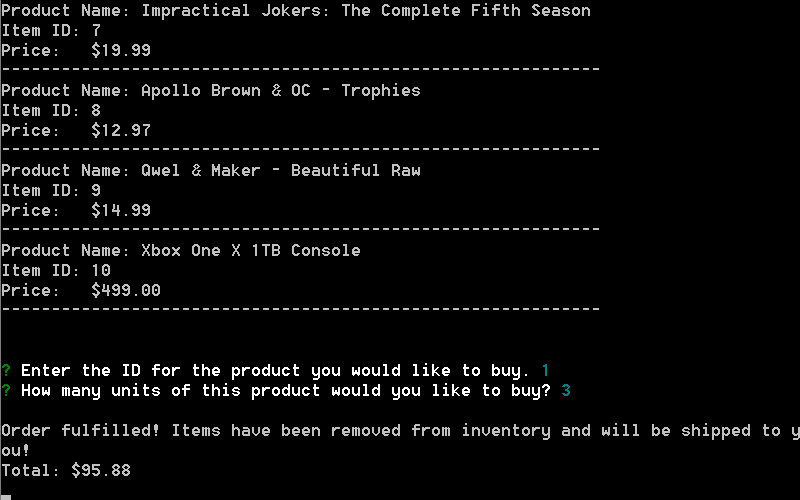 Product Name: Impractical Jokers: The Complete Fifth Season
Item ID: 7
Price:   $19.99
------------------------------------------------------------
Product Name: Apollo Brown & OC - Trophies
Item ID: 8
Price:   $12.97
------------------------------------------------------------
Product Name: Qwel & Maker - Beautiful Raw
Item ID: 9
Price:   $14.99
------------------------------------------------------------
Product Name: Xbox One X 1TB Console
Item ID: 10
Price:   $499.00
------------------------------------------------------------
? Enter the ID for the product you would like to buy. 1
? How many units of this product would you like to buy? 3
Order fulfilled! Items have been removed from inventory and will be shipped to y
ou!
Total: $95.88